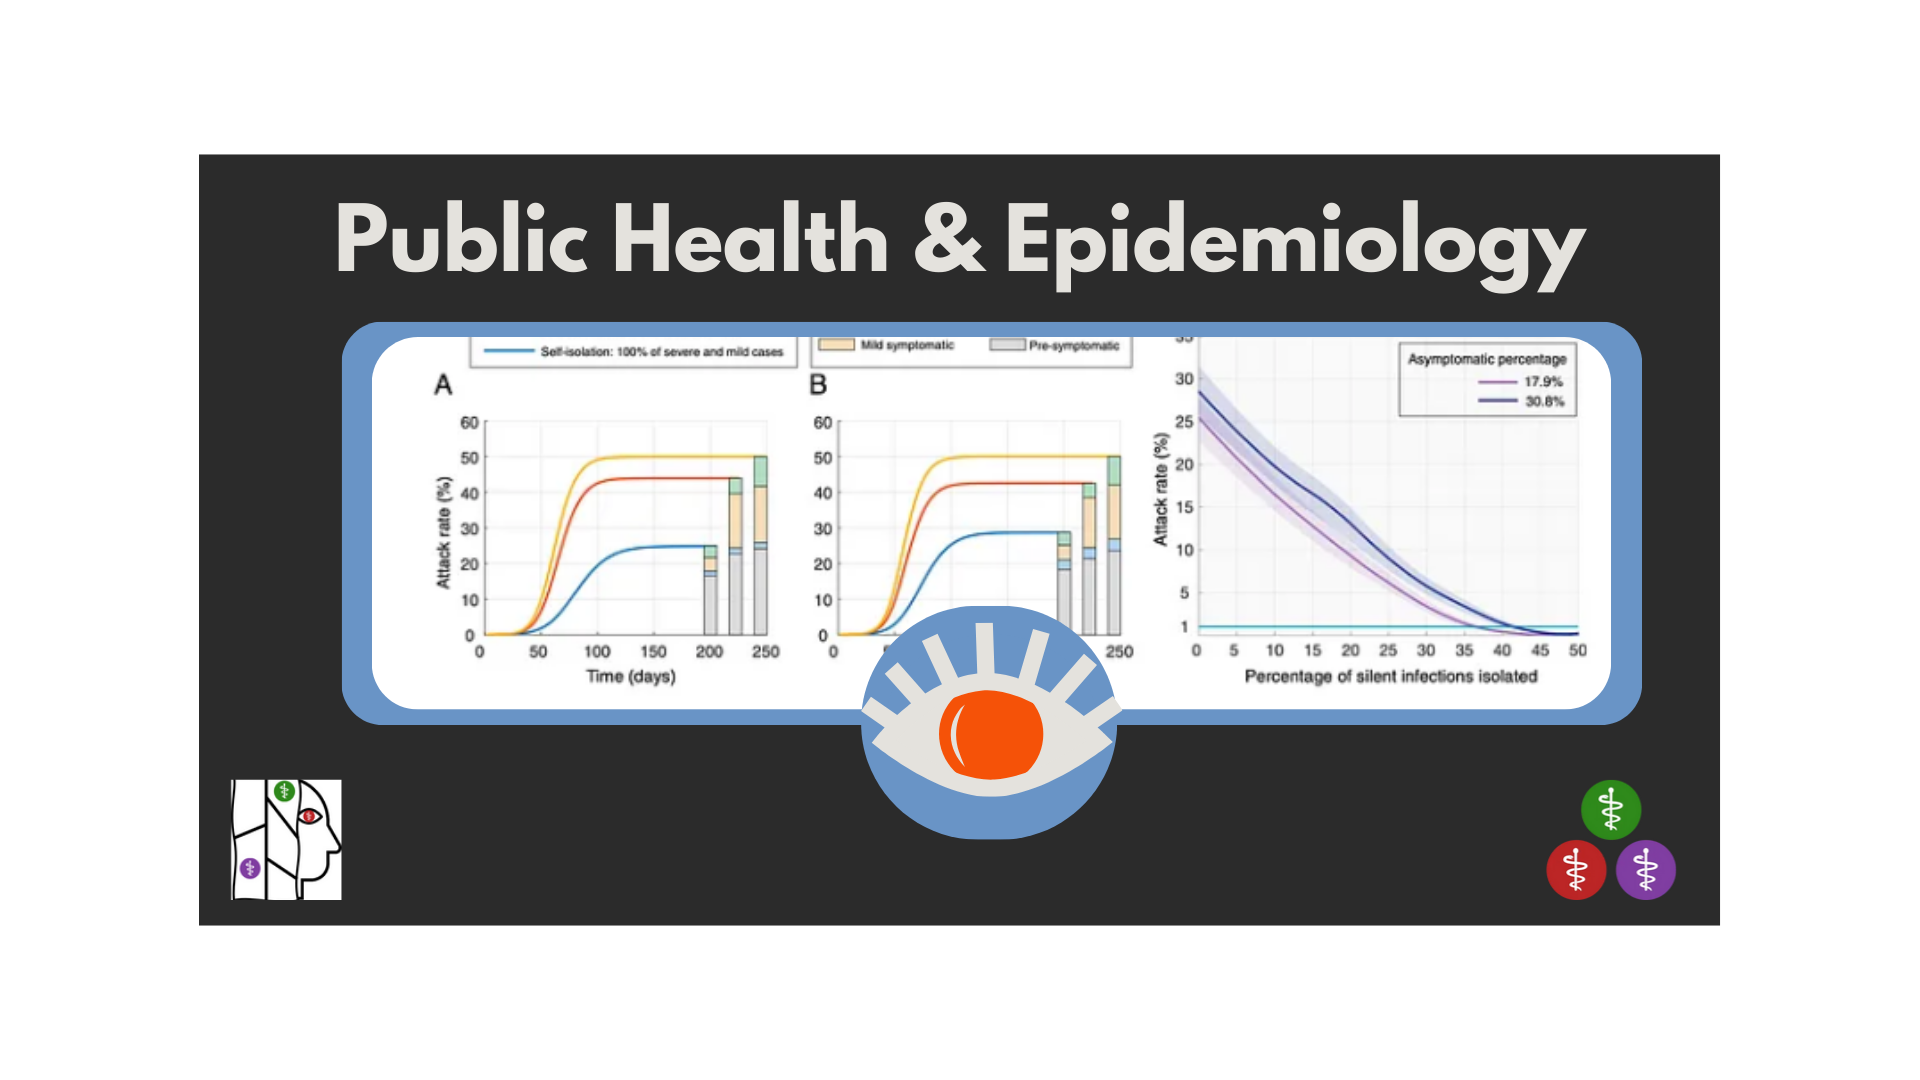 Public Health & Epidemiology
Self-isolation: 100% of severe and mild cases
Mild symptomatic
Pre-symptomatic
A
60
50
40
30
20
10
0
Attack rate (%)
0 50 100 150 200 250
Time (days)
B
60
50
40
30
20
10
0
0
250
35
30
25
20
15
10
5
1
Attack rate (%)
Asymptomatic percentage
17.9%
30.8%
0 5 10 15 20 25 30 35 40 45 50
Percentage of silent infections isolated